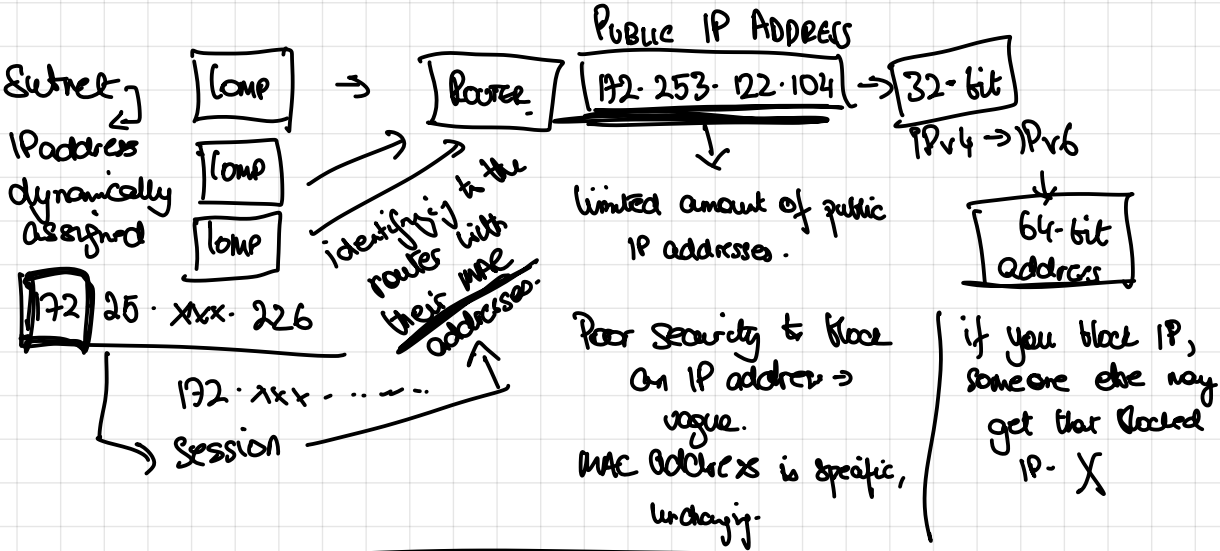 PUBLIC IP ADDRESS
Subnet
Comp
ROUTER
172. 253. 122. 104
32-bit
IPv4 → IPv6
IP address
dynamically
assigned
Comp
Comp
identifying to the
router with
their MAC
addresses.
limited amount of public
IP addresses.
64-bit
address
172 25. xxx. 226
172. xxx. .....
session
Poor security to block
an IP address →
vague.
MAC address is specific,
unchanging.
if you block IP,
someone else may
get that blocked
IP- X